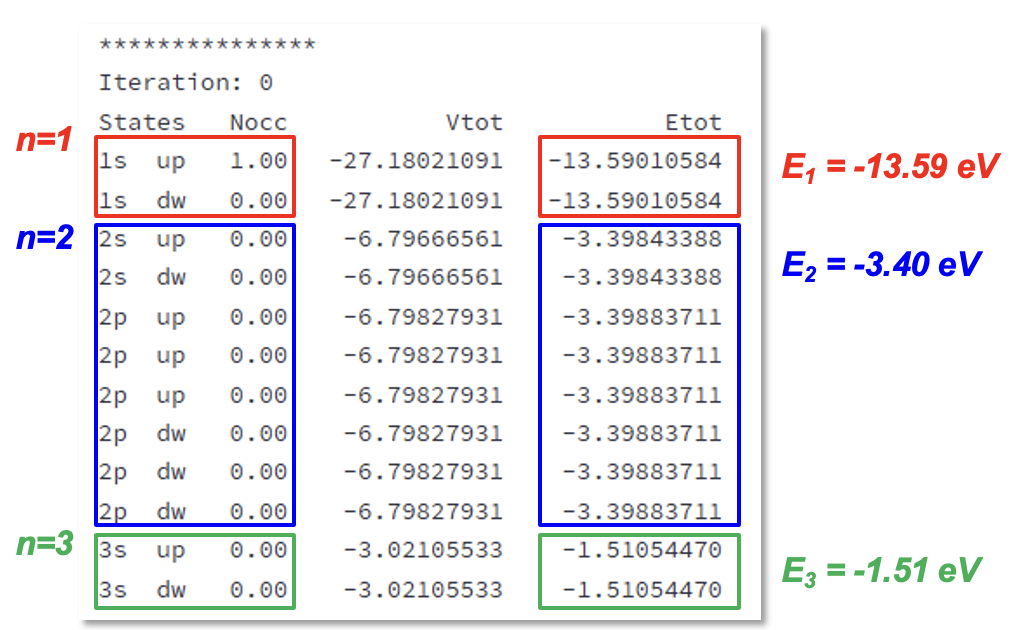 ***************
Iteration: 0
States Nocc Vtot Etot
n=1
1s up 1.00 -27.18021091 -13.59010584
E1 = -13.59 eV
1s dw 0.00 -27.18021091 -13.59010584
n=2
2s up 0.00 -6.79666561 -3.39843388
E2 = -3.40 eV
2s dw 0.00 -6.79666561 -3.39843388
2p up 0.00 -6.79827931 -3.39883711
2p up 0.00 -6.79827931 -3.39883711
2p up 0.00 -6.79827931 -3.39883711
2p dw 0.00 -6.79827931 -3.39883711
2p dw 0.00 -6.79827931 -3.39883711
2p dw 0.00 -6.79827931 -3.39883711
n=3
3s up 0.00 -3.02105533 -1.51054470
E3 = -1.51 eV
3s dw 0.00 -3.02105533 -1.51054470